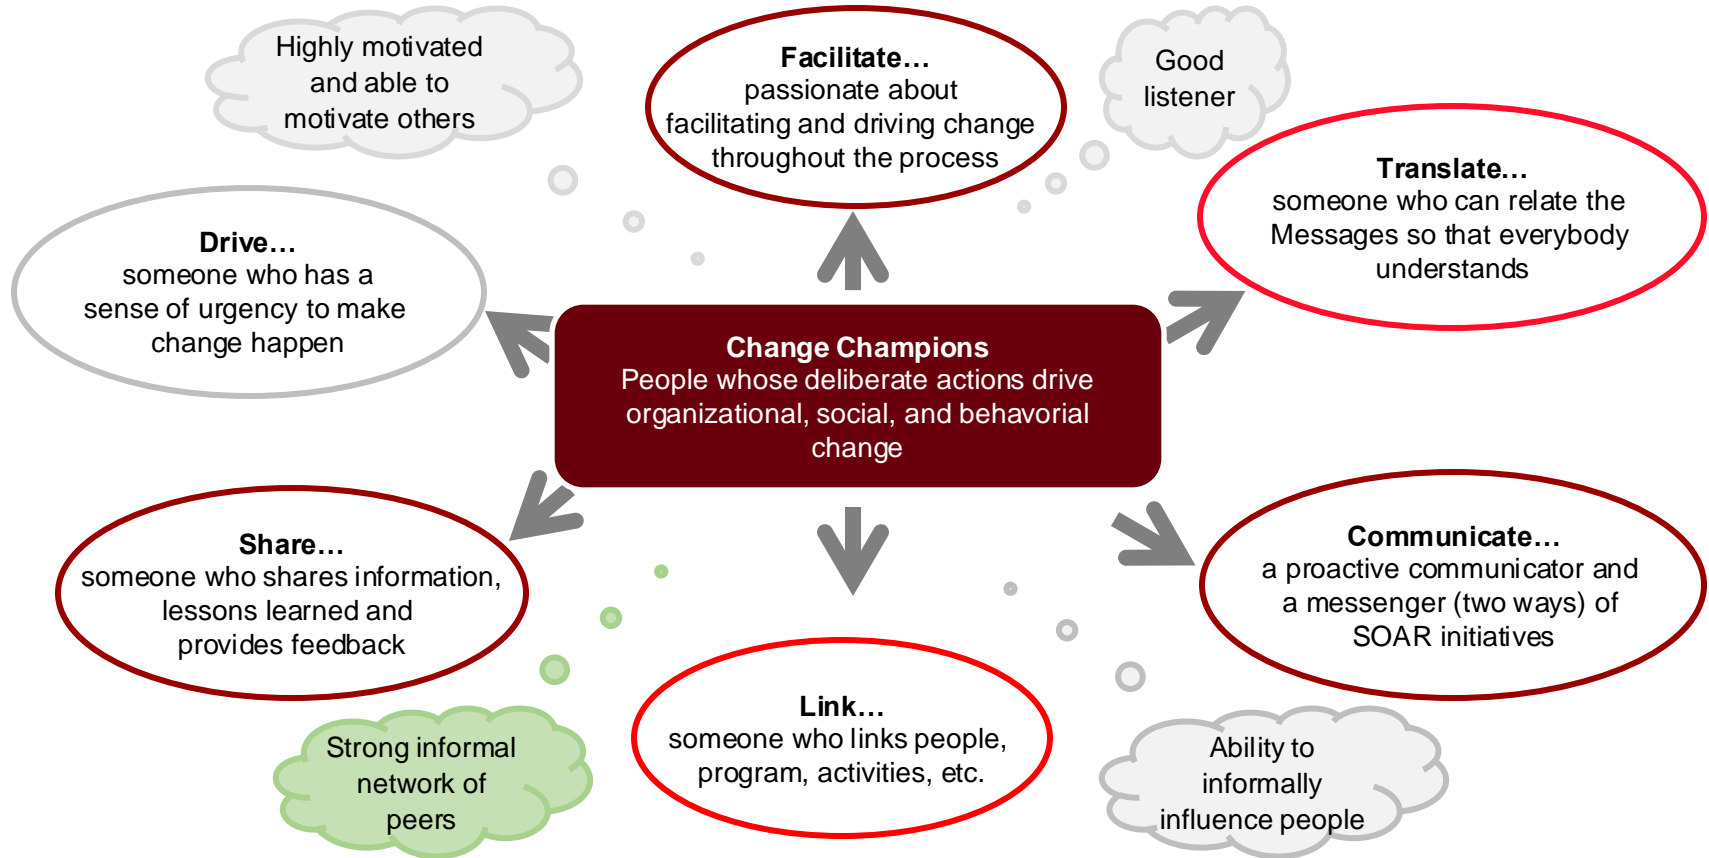 Highly motivated
and able to
motivate others
Facilitate…
passionate about
facilitating and driving change
throughout the process
Good
listener
Translate…
someone who can relate the
Messages so that everybody
understands
Drive…
someone who has a
sense of urgency to make
change happen
Change Champions
People whose deliberate actions drive
organizational, social, and behavorial
change
Share…
someone who shares information,
lessons learned and
provides feedback
Communicate…
a proactive communicator and
a messenger (two ways) of
SOAR initiatives
Link…
someone who links people,
program, activities, etc.
Strong informal
network of
peers
Ability to
informally
influence people